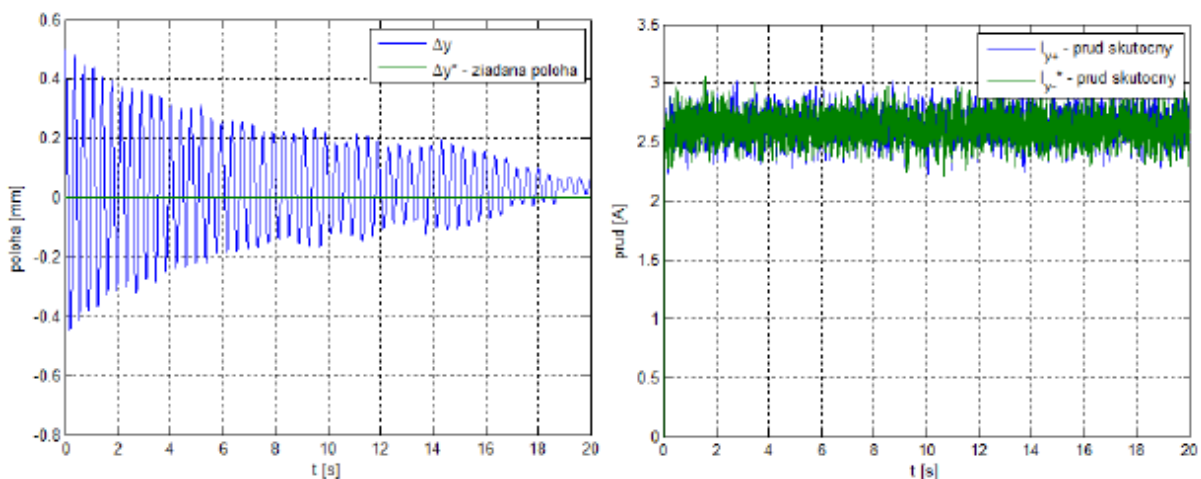 0.6
0.4
0.2
0
-0.2
-0.4
-0.6
-0.8
poloha [mm]
Δy
Δy* - ziadana poloha
0 2 4 6 8 10 12 14 16 18 20
t [s]
3.5
3
2.5
2
1.5
1
0.5
0
prud [A]
I y+ - prud skutocny
I y-* - prud skutocny
0 2 4 6 8 10 12 14 16 18 20
t [s]